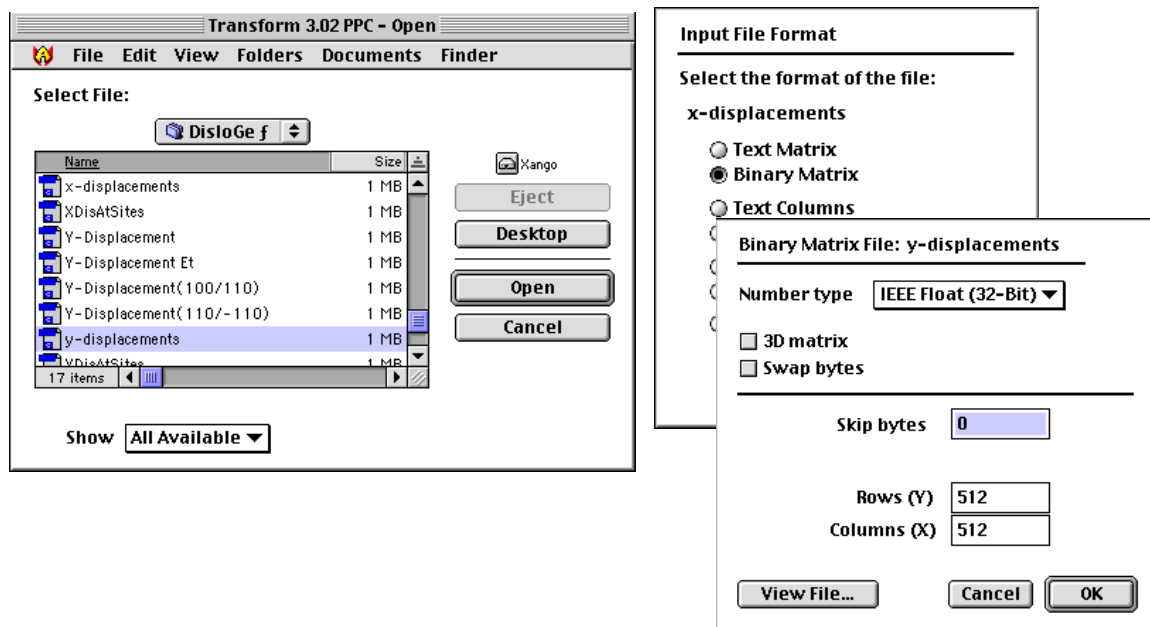 Transform 3.02 PPC - Open
File Edit View Folders Documents Finder
Select File:
DisloGe ƒ
Name Size
x-displacements 1 MB
XDisAtSites 1 MB
Y-Displacement 1 MB
Y-Displacement Et 1 MB
Y-Displacement(100/110) 1 MB
Y-Displacement(110/-110) 1 MB
y-displacements 1 MB
YDisAtSites 1 MB
17 items
Show All Available
Xango
Eject
Desktop
Open
Cancel
Input File Format
Select the format of the file:
x-displacements
Text Matrix
Binary Matrix
Text Columns
Binary Matrix File: y-displacements
Number type IEEE Float (32-Bit)
3D matrix
Swap bytes
Skip bytes 0
Rows (Y) 512
Columns (X) 512
View File... Cancel OK